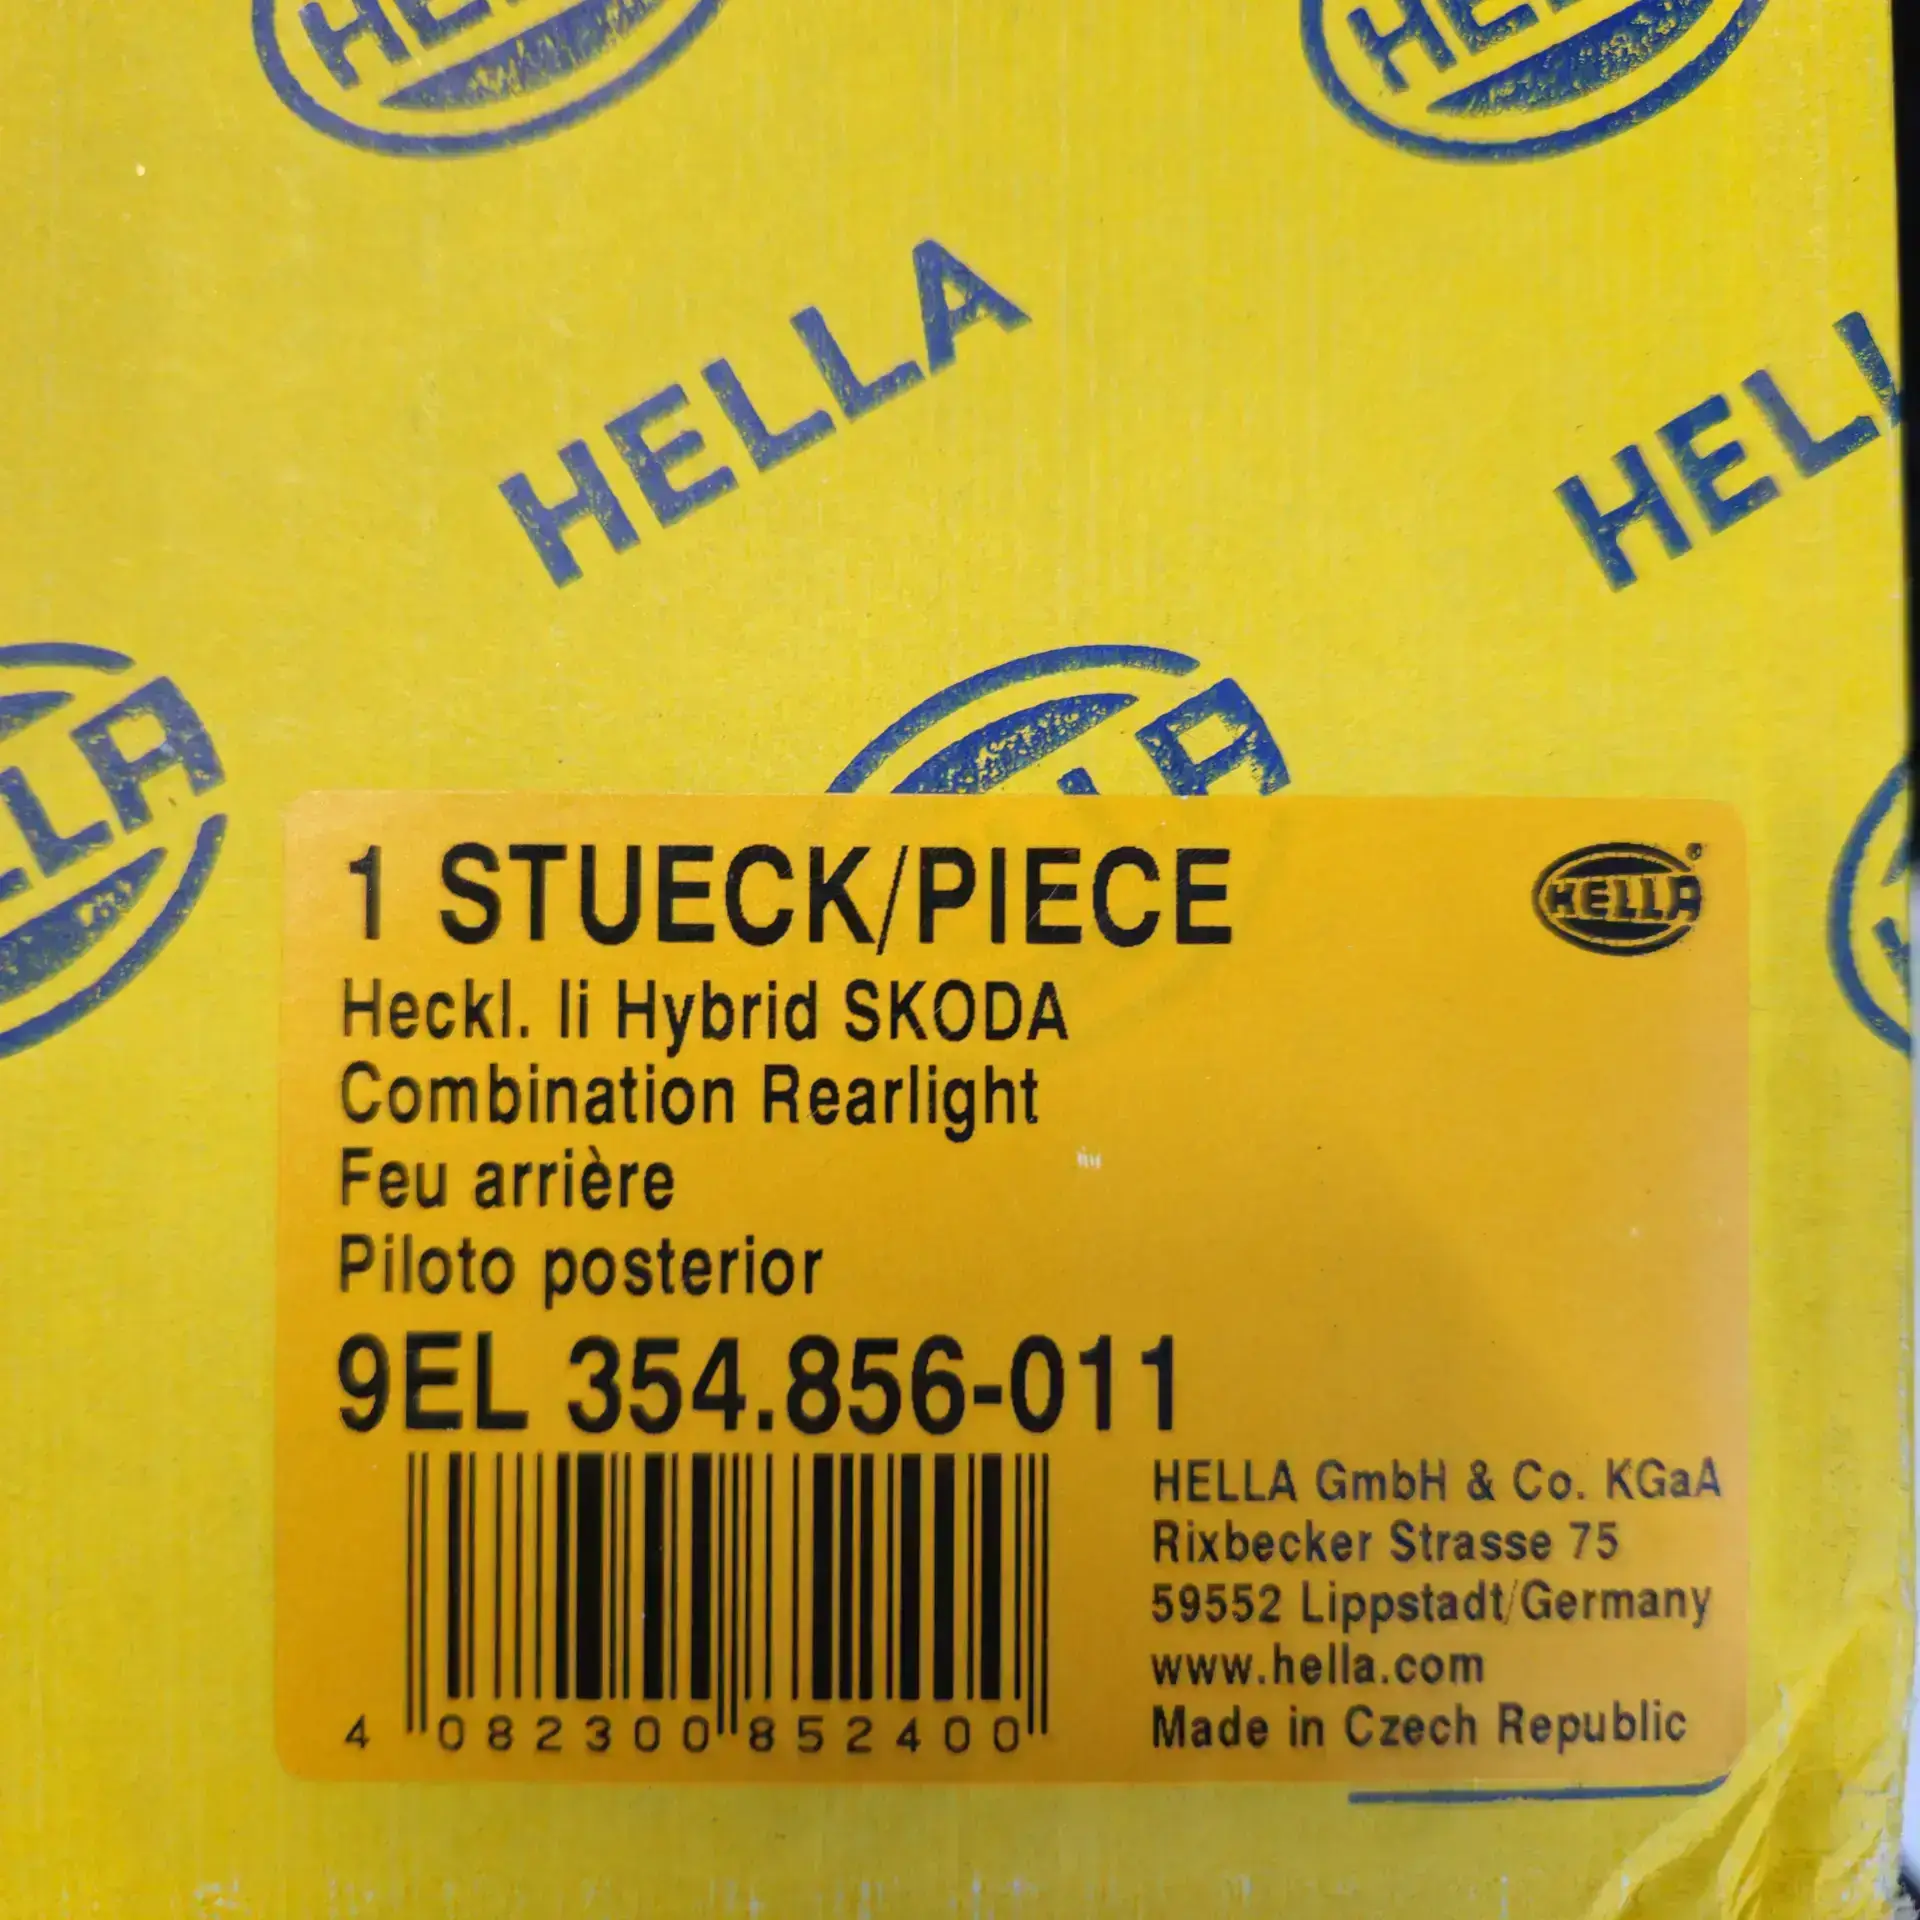 HELLA
HELLA
HELLA
HELL
HELLA
HELLA
1 STUECK/PIECE
HELLA
Heckl. li Hybrid SKODA
Combination Rearlight
Feu arrière
Piloto posterior
9EL 354.856-011
HELLA GmbH & Co. KGaA
Rixbecker Strasse 75
59552 Lippstadt/Germany
www.hella.com
Made in Czech Republic
4 082300 852400